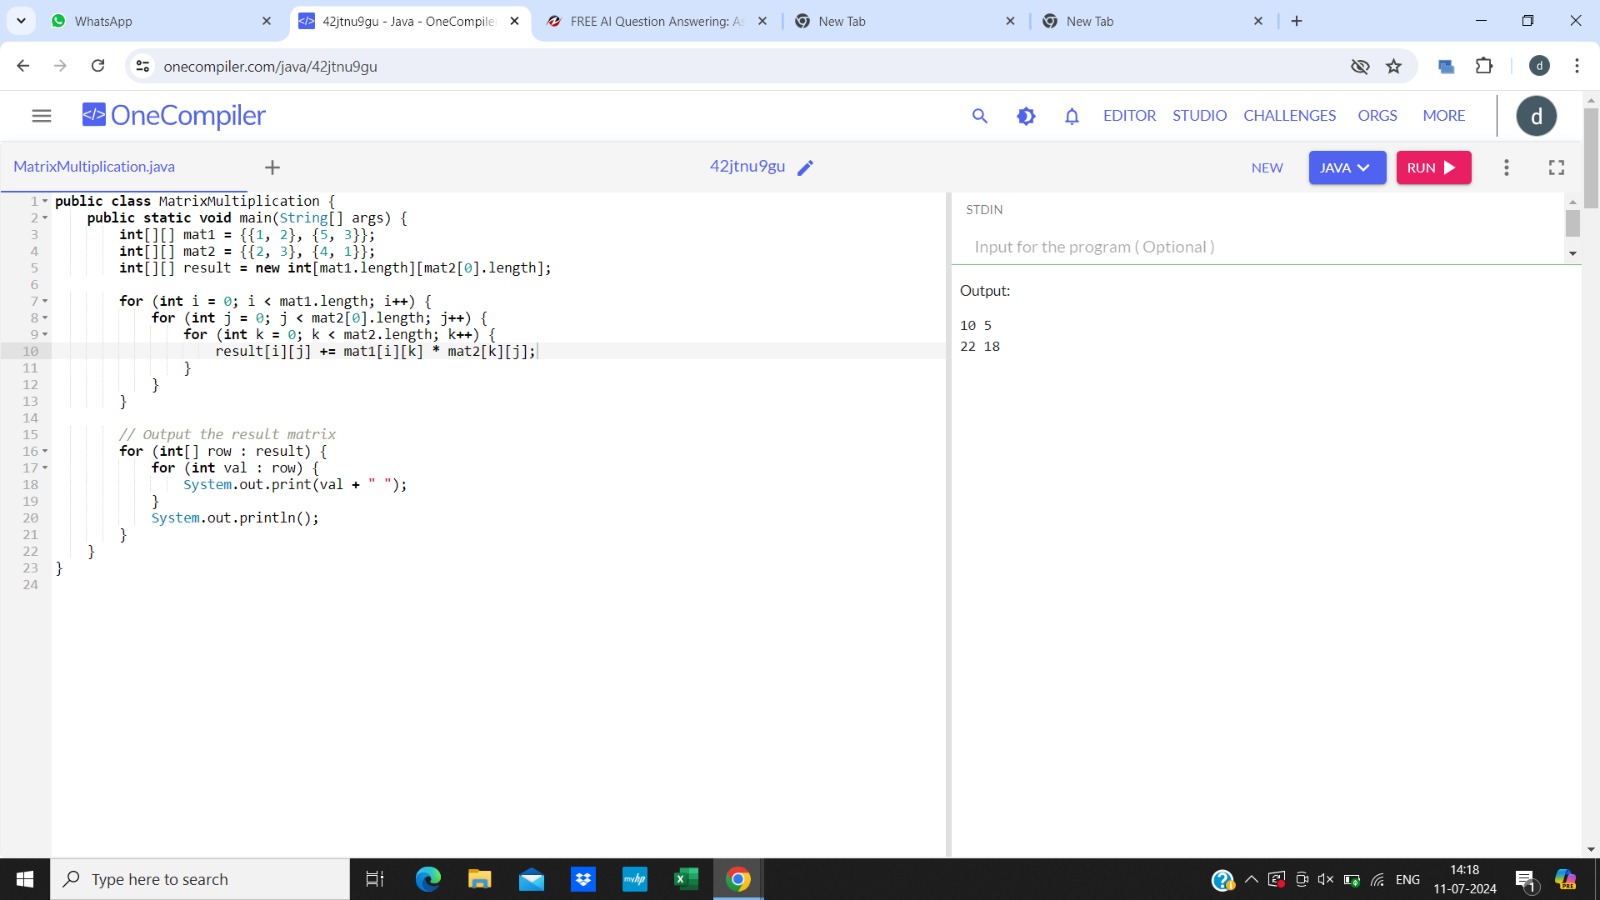 WhatsApp
42jtnu9gu - Java - OneCompile
FREE AI Question Answering: As
New Tab
New Tab
onecompiler.com/java/42jtnu9gu
d
</> OneCompiler
EDITOR STUDIO CHALLENGES ORGS MORE
d
MatrixMultiplication.java
42jtnu9gu
NEW
JAVA
RUN
1 public class MatrixMultiplication {
2 public static void main(String[] args) {
3 int[][] mat1 = {{1, 2}, {5, 3}};
4 int[][] mat2 = {{2, 3}, {4, 1}};
5 int[][] result = new int[mat1.length][mat2[0].length];
6
7 for (int i = 0; i < mat1.length; i++) {
8 for (int j = 0; j < mat2[0].length; j++) {
9 for (int k = 0; k < mat2.length; k++) {
10 result[i][j] += mat1[i][k] * mat2[k][j];
11 }
12 }
13 }
14
15 // Output the result matrix
16 for (int[] row : result) {
17 for (int val : row) {
18 System.out.print(val + " ");
19 }
20 System.out.println();
21 }
22 }
23 }
24
STDIN
Input for the program ( Optional )
Output:
10 5
22 18
Type here to search
myhp
ENG
14:18
11-07-2024
1
PRE